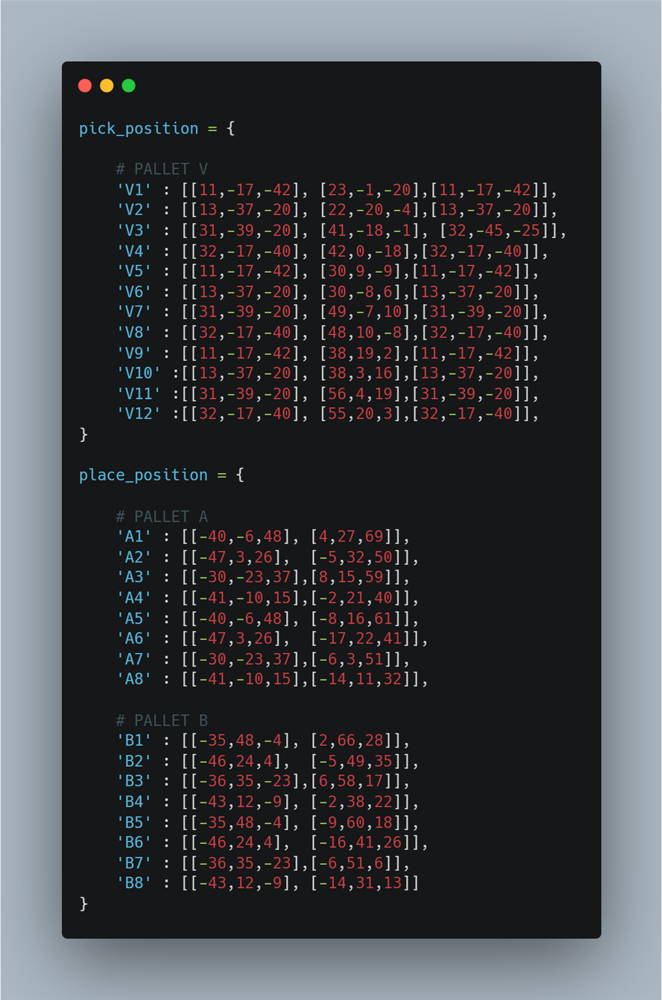 pick_position = {
# PALLET V
'V1' : [[11,-17,-42], [23,-1,-20],[11,-17,-42]],
'V2' : [[13,-37,-20], [22,-20,-4],[13,-37,-20]],
'V3' : [[31,-39,-20], [41,-18,-1], [32,-45,-25]],
'V4' : [[32,-17,-40], [42,0,-18],[32,-17,-40]],
'V5' : [[11,-17,-42], [30,9,-9],[11,-17,-42]],
'V6' : [[13,-37,-20], [30,-8,6],[13,-37,-20]],
'V7' : [[31,-39,-20], [49,-7,10],[31,-39,-20]],
'V8' : [[32,-17,-40], [48,10,-8],[32,-17,-40]],
'V9' : [[11,-17,-42], [38,19,2],[11,-17,-42]],
'V10' :[[13,-37,-20], [38,3,16],[13,-37,-20]],
'V11' :[[31,-39,-20], [56,4,19],[31,-39,-20]],
'V12' :[[32,-17,-40], [55,20,3],[32,-17,-40]],
}
place_position = {
# PALLET A
'A1' : [[-40,-6,48], [4,27,69]],
'A2' : [[-47,3,26],  [-5,32,50]],
'A3' : [[-30,-23,37],[8,15,59]],
'A4' : [[-41,-10,15],[-2,21,40]],
'A5' : [[-40,-6,48], [-8,16,61]],
'A6' : [[-47,3,26],  [-17,22,41]],
'A7' : [[-30,-23,37],[-6,3,51]],
'A8' : [[-41,-10,15],[-14,11,32]],
# PALLET B
'B1' : [[-35,48,-4], [2,66,28]],
'B2' : [[-46,24,4],  [-5,49,35]],
'B3' : [[-36,35,-23],[6,58,17]],
'B4' : [[-43,12,-9], [-2,38,22]],
'B5' : [[-35,48,-4], [-9,60,18]],
'B6' : [[-46,24,4],  [-16,41,26]],
'B7' : [[-36,35,-23],[-6,51,6]],
'B8' : [[-43,12,-9], [-14,31,13]]
}